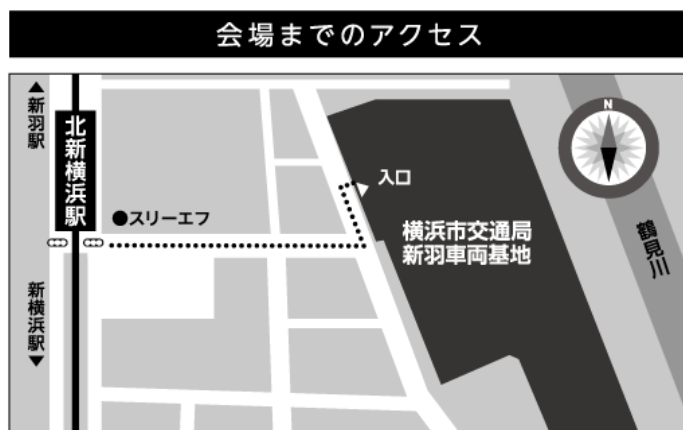 会場までのアクセス
▲新羽駅
北新横浜駅
●スリーエフ
新横浜駅▼
入口
横浜市交通局
新羽車両基地
N
鶴見川